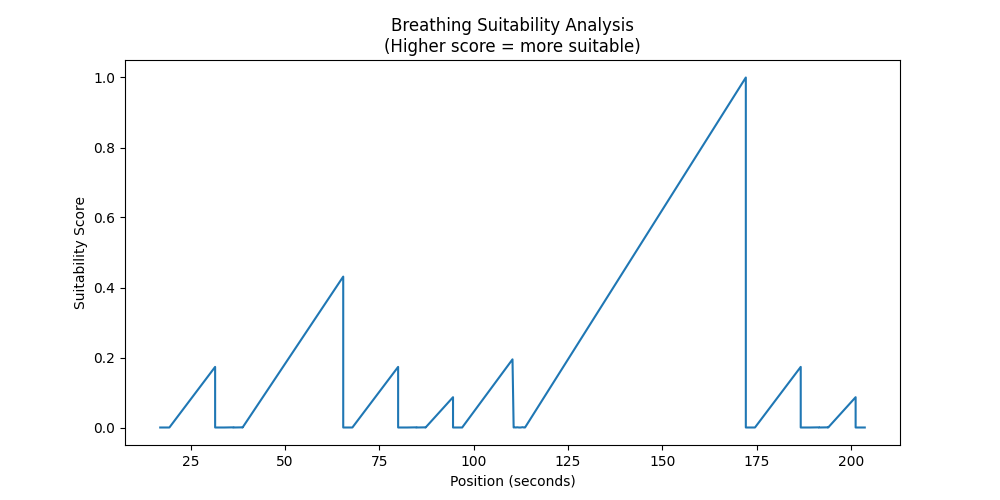 Breathing Suitability Analysis
(Higher score = more suitable)
Suitability Score
1.0
0.8
0.6
0.4
0.2
0.0
25 50 75 100 125 150 175 200
Position (seconds)